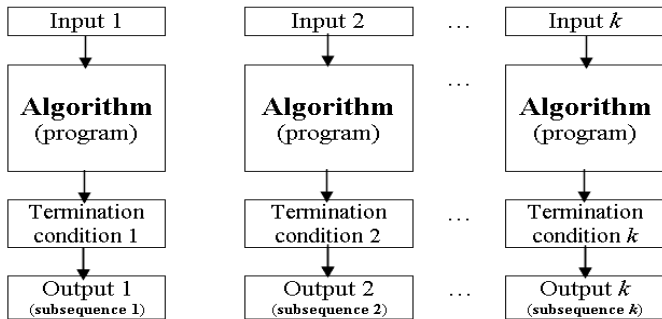 Input 1
Input 2
...
Input k
Algorithm
(program)
Algorithm
(program)
...
Algorithm
(program)
Termination
condition 1
Termination
condition 2
...
Termination
condition k
Output 1
(subsequence 1)
Output 2
(subsequence 2)
...
Output k
(subsequence k)